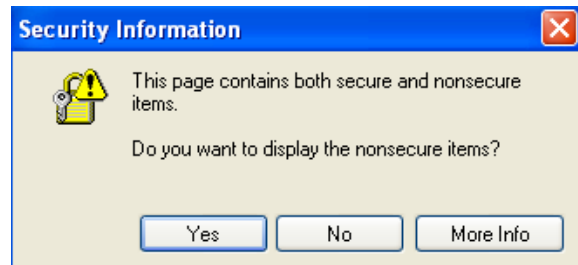 Security Information
This page contains both secure and nonsecure
items.
Do you want to display the nonsecure items?
Yes No More Info